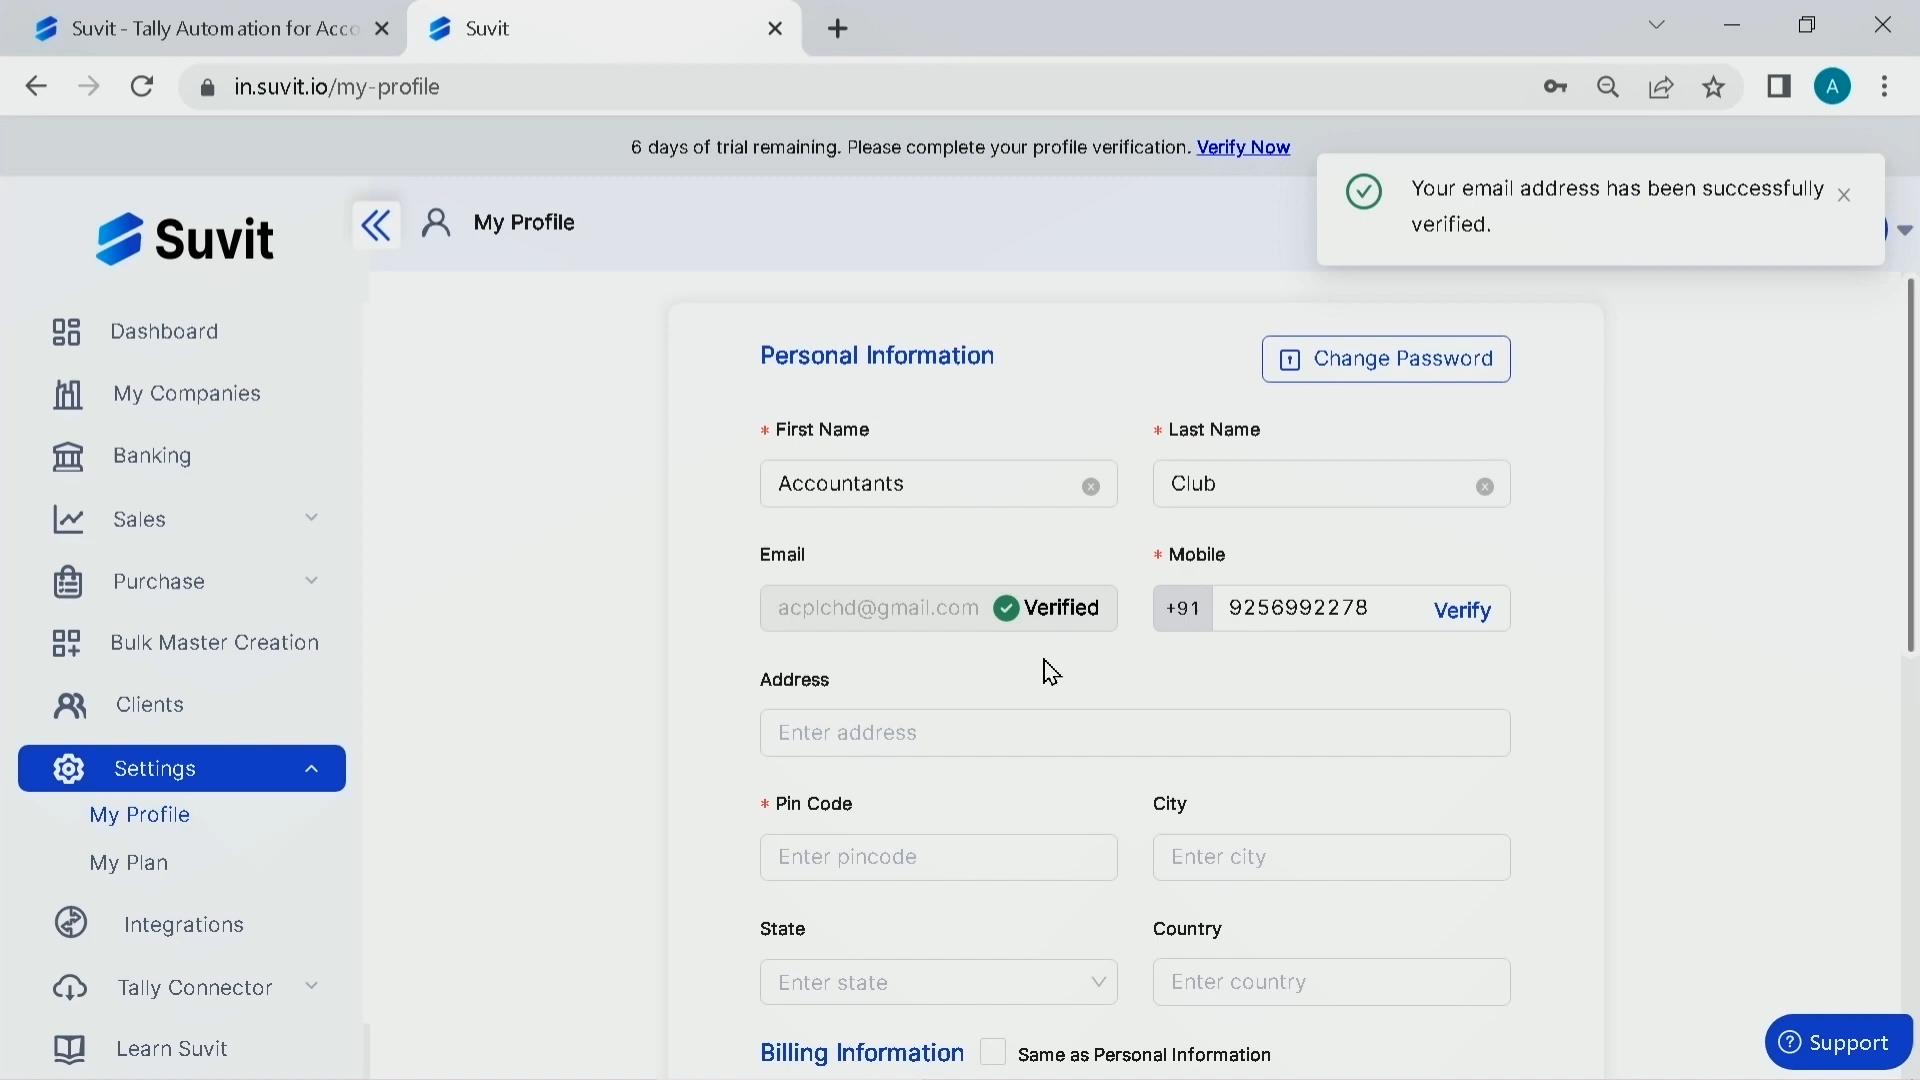 Suvit - Tally Automation for Acco
Suvit
in.suvit.io/my-profile
A
6 days of trial remaining. Please complete your profile verification. Verify Now
Your email address has been successfully
verified.
Suvit
My Profile
Dashboard
My Companies
Banking
Sales
Purchase
Bulk Master Creation
Clients
Settings
My Profile
My Plan
Integrations
Tally Connector
Learn Suvit
Personal Information
Change Password
* First Name
* Last Name
Accountants
Club
Email
* Mobile
acplchd@gmail.com Verified
+91 9256992278 Verify
Address
Enter address
* Pin Code
City
Enter pincode
Enter city
State
Country
Enter state
Enter country
Billing Information
Same as Personal Information
Support